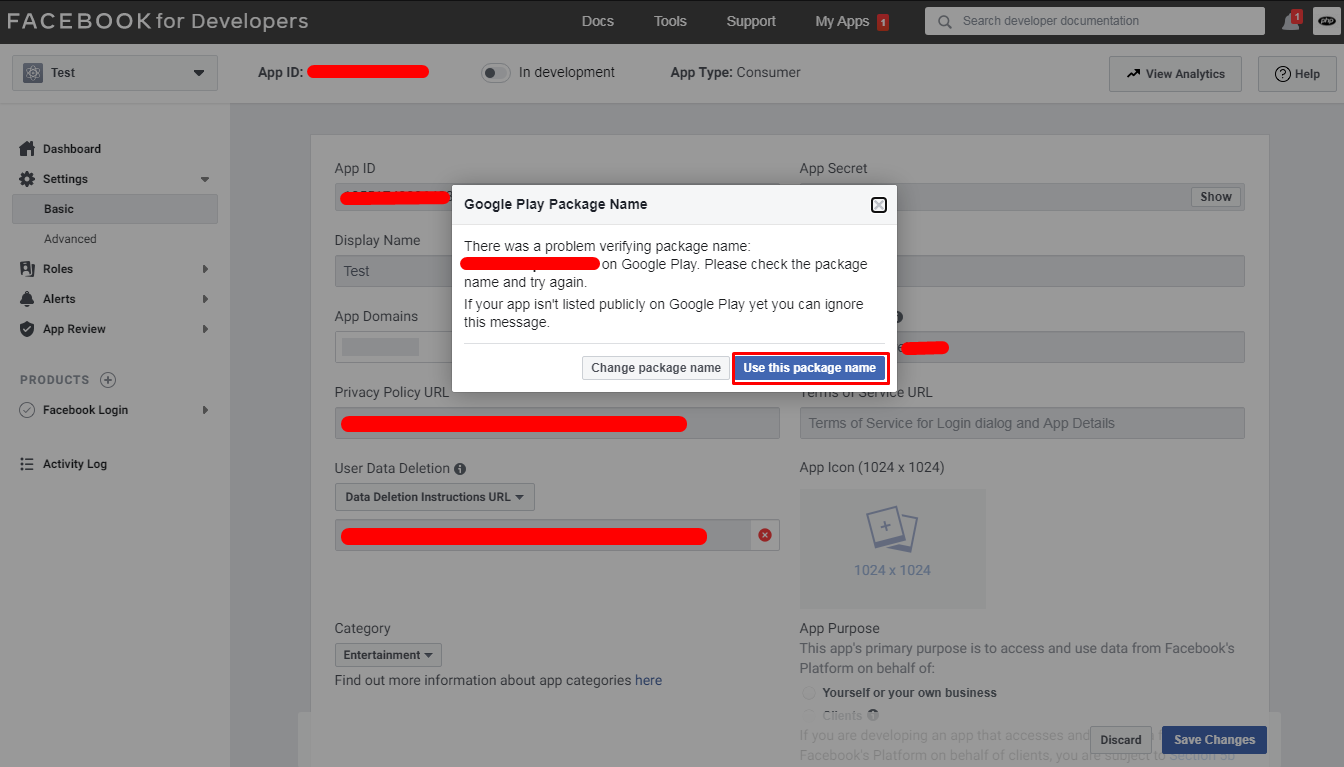 FACEBOOK for Developers
Docs
Tools
Support
My Apps 1
Search developer documentation
1
php
Test
App ID:
In development
App Type: Consumer
View Analytics
Help
Dashboard
Settings
Basic
Advanced
Roles
Alerts
App Review
PRODUCTS
Facebook Login
Activity Log
App ID
App Secret
Show
Display Name
Test
App Domains
Google Play Package Name
There was a problem verifying package name:
on Google Play. Please check the package
name and try again.
If your app isn't listed publicly on Google Play yet you can ignore
this message.
Change package name
Use this package name
Privacy Policy URL
Terms of Service URL
Terms of Service for Login dialog and App Details
User Data Deletion
Data Deletion Instructions URL
App Icon (1024 x 1024)
1024 x 1024
Category
Entertainment
Find out more information about app categories here
App Purpose
This app's primary purpose is to access and use data from Facebook's
Platform on behalf of:
Yourself or your own business
Clients
If you are developing an app that accesses and
Facebook's Platform on behalf of clients, you are subject to Section 5b
Discard
Save Changes